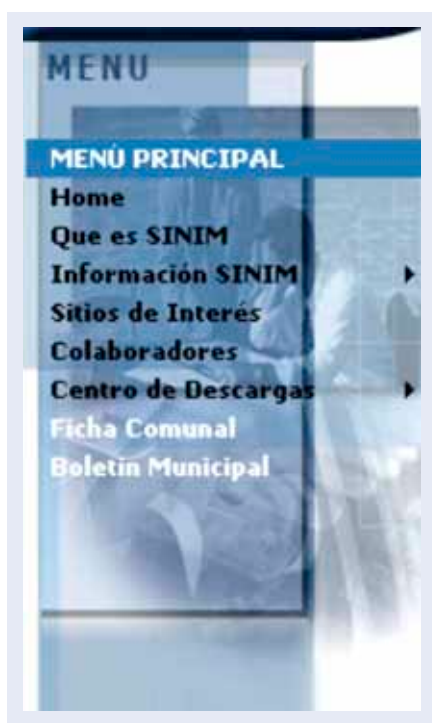 MENU
MENÚ PRINCIPAL
Home
Que es SINIM
Información SINIM
Sitios de Interés
Colaboradores
Centro de Descargas
Ficha Comunal
Boletín Municipal